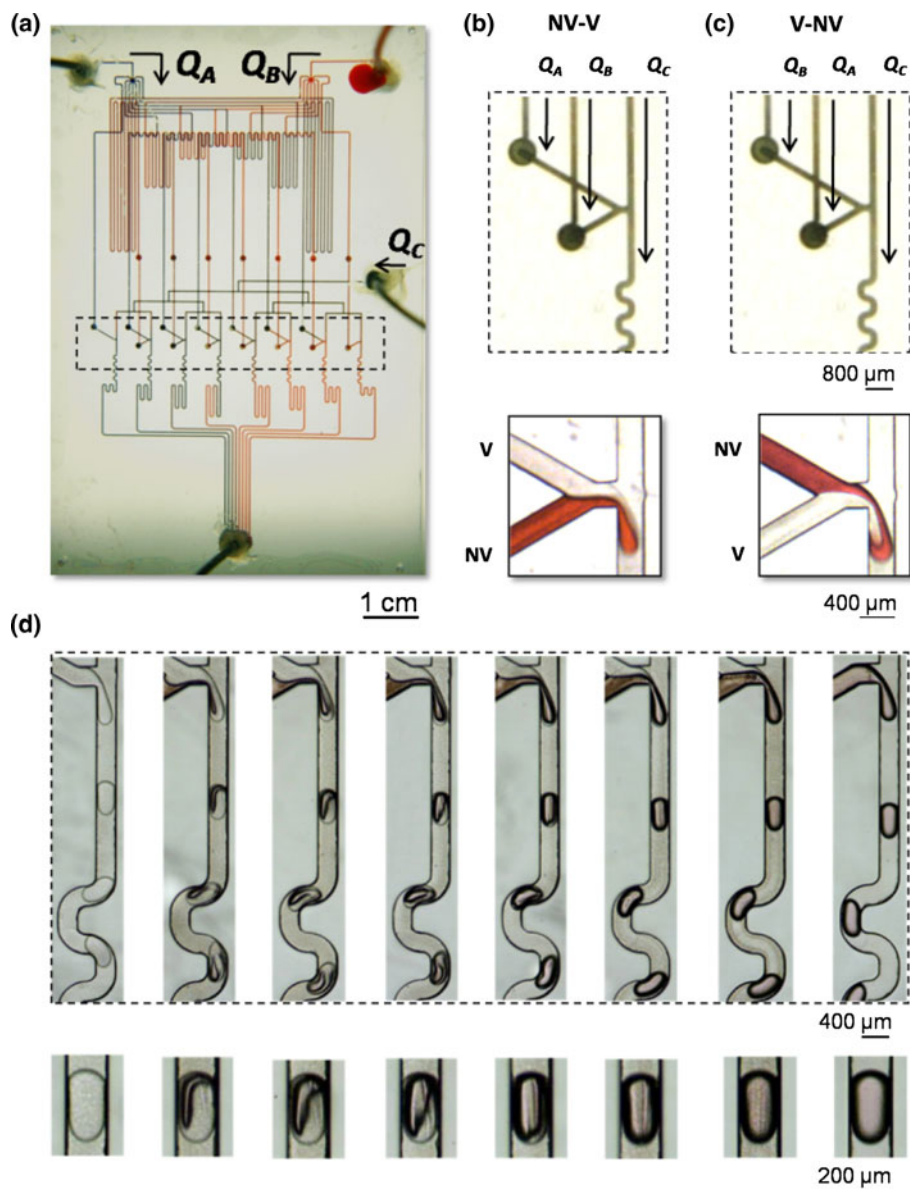 (a)
Q_A
Q_B
Q_C
1 cm
(b)
NV-V
Q_A Q_B Q_C
V
NV
(c)
V-NV
Q_B Q_A Q_C
800 µm
NV
V
400 µm
(d)
400 µm
200 µm